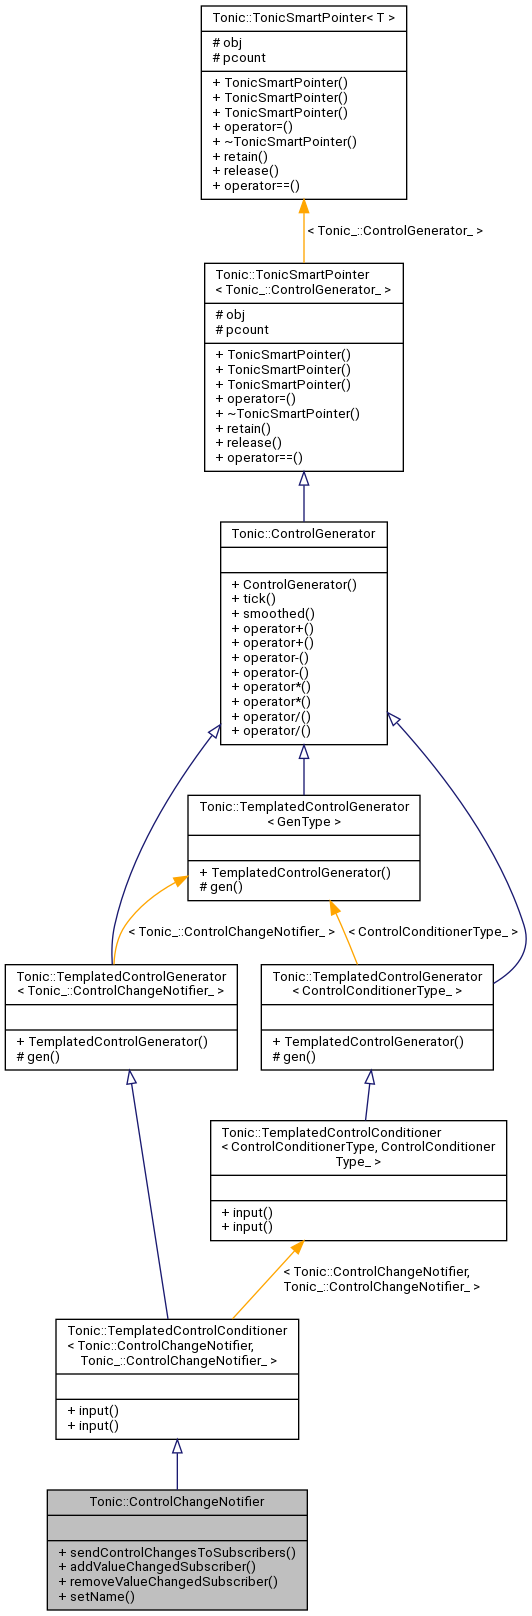 Tonic::TonicSmartPointer< T >
# obj
# pcount
+ TonicSmartPointer()
+ TonicSmartPointer()
+ TonicSmartPointer()
+ operator=()
+ ~TonicSmartPointer()
+ retain()
+ release()
+ operator==()
< Tonic_::ControlGenerator_ >
Tonic::TonicSmartPointer
< Tonic_::ControlGenerator_ >
# obj
# pcount
+ TonicSmartPointer()
+ TonicSmartPointer()
+ TonicSmartPointer()
+ operator=()
+ ~TonicSmartPointer()
+ retain()
+ release()
+ operator==()
Tonic::ControlGenerator
+ ControlGenerator()
+ tick()
+ smoothed()
+ operator+()
+ operator+()
+ operator-()
+ operator-()
+ operator*()
+ operator*()
+ operator/()
+ operator/()
Tonic::TemplatedControlGenerator
< GenType >
+ TemplatedControlGenerator()
# gen()
< Tonic_::ControlChangeNotifier_ >
< ControlConditionerType_ >
Tonic::TemplatedControlGenerator
< Tonic_::ControlChangeNotifier_ >
+ TemplatedControlGenerator()
# gen()
Tonic::TemplatedControlGenerator
< ControlConditionerType_ >
+ TemplatedControlGenerator()
# gen()
Tonic::TemplatedControlConditioner
< ControlConditionerType, ControlConditioner
Type_ >
+ input()
+ input()
< Tonic::ControlChangeNotifier,
Tonic_::ControlChangeNotifier_ >
Tonic::TemplatedControlConditioner
< Tonic::ControlChangeNotifier,
Tonic_::ControlChangeNotifier_ >
+ input()
+ input()
Tonic::ControlChangeNotifier
+ sendControlChangesToSubscribers()
+ addValueChangedSubscriber()
+ removeValueChangedSubscriber()
+ setName()